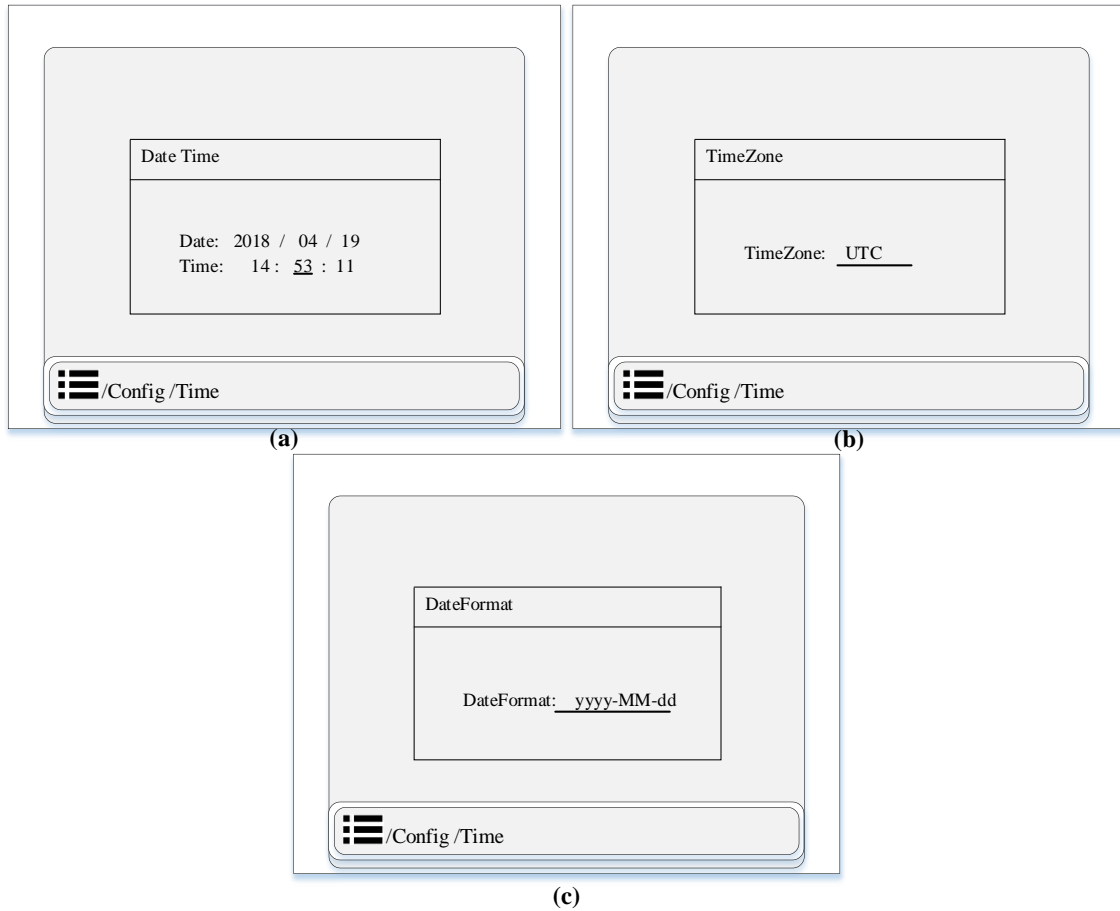 Date Time
Date: 2018 / 04 / 19
Time: 14 : 53 : 11
/Config /Time
(a)
TimeZone
TimeZone: UTC
/Config /Time
(b)
DateFormat
DateFormat: yyyy-MM-dd
/Config /Time
(c)